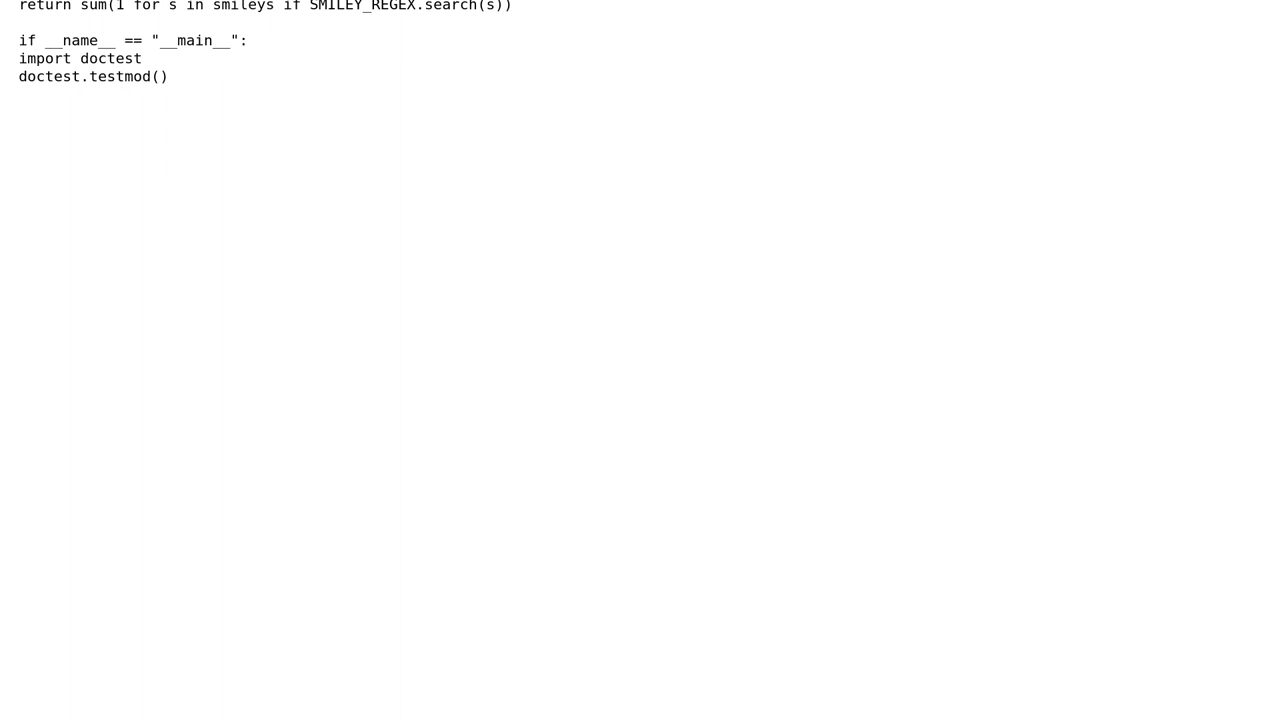 return sum(1 for s in smileys if SMILEY_REGEX.search(s))
if __name__ == "__main__":
import doctest
doctest.testmod()